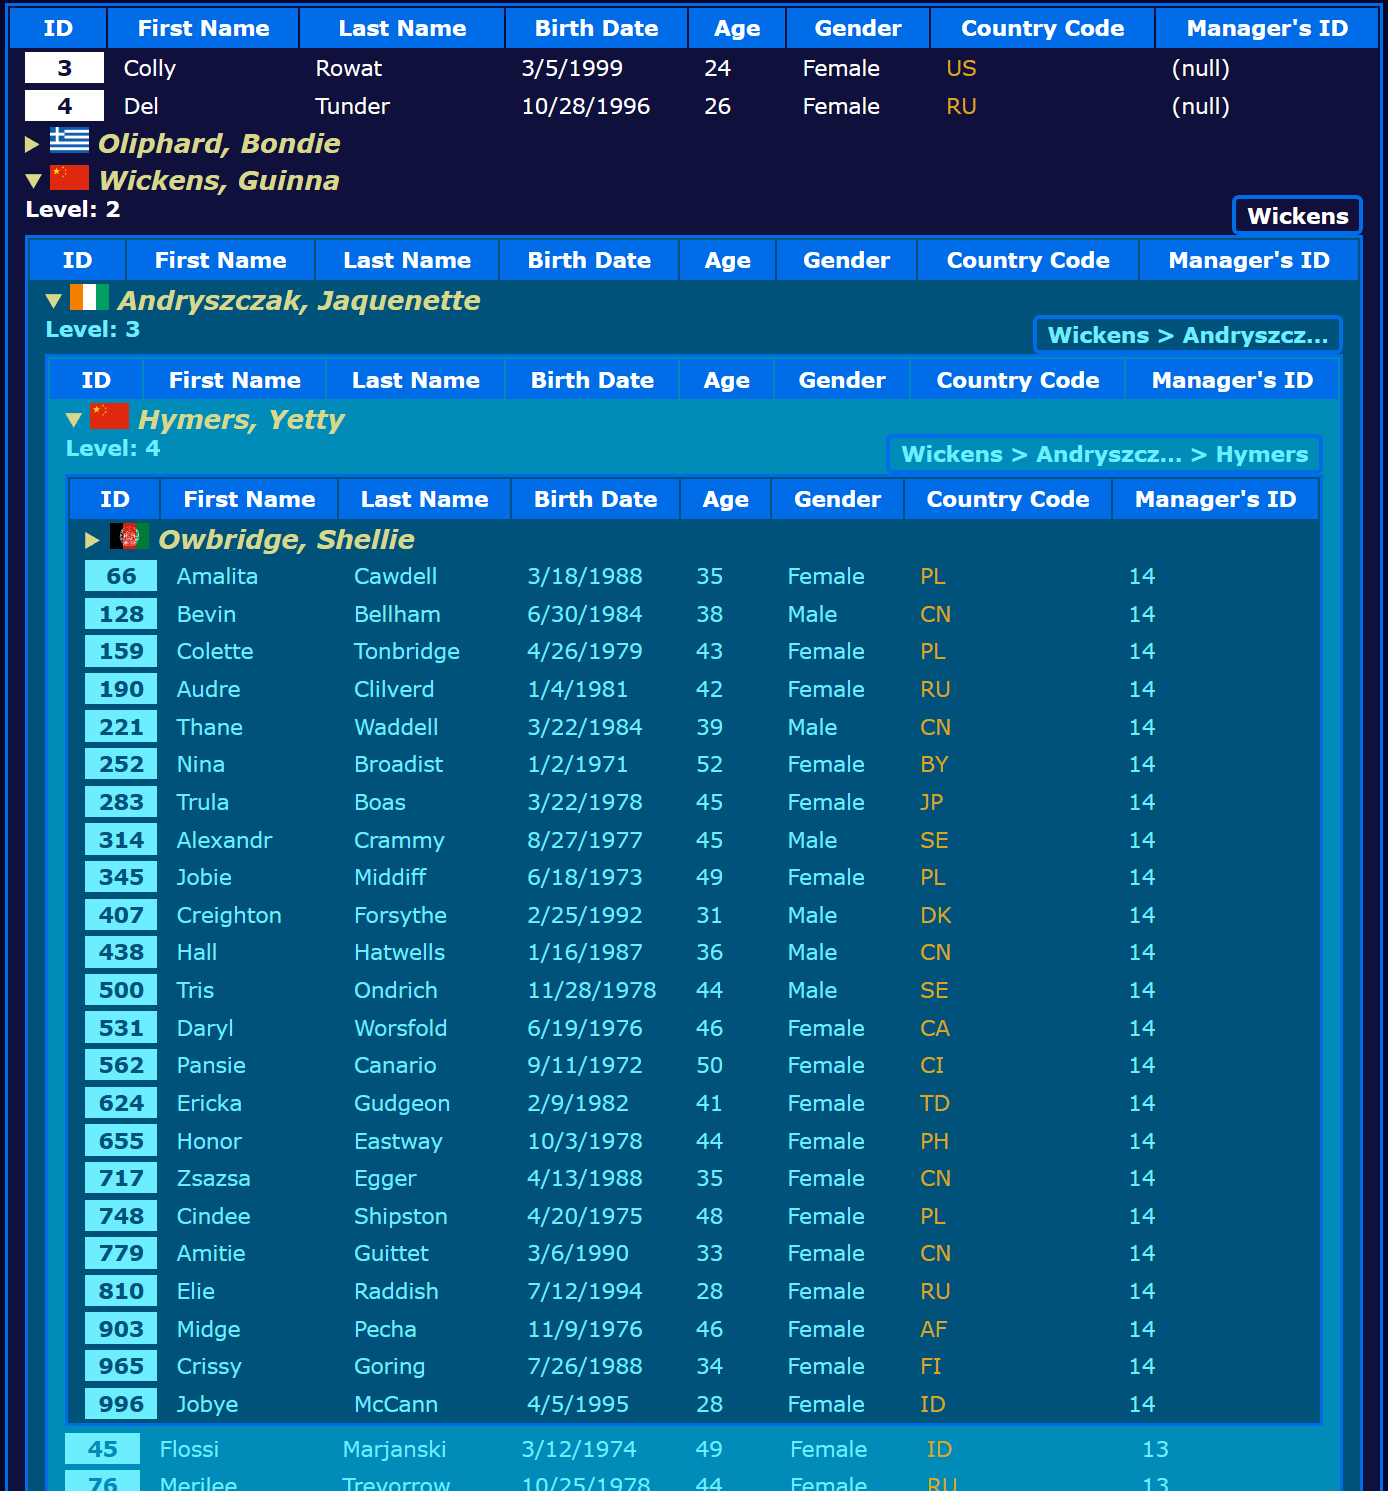 ID First Name Last Name Birth Date Age Gender Country Code Manager's ID
3 Colly Rowat 3/5/1999 24 Female US (null)
4 Del Tunder 10/28/1996 26 Female RU (null)
Oliphard, Bondie
Wickens, Guinna
Level: 2 Wickens
ID First Name Last Name Birth Date Age Gender Country Code Manager's ID
Andryszczak, Jaquenette
Level: 3 Wickens > Andryszcz...
ID First Name Last Name Birth Date Age Gender Country Code Manager's ID
Hymers, Yetty
Level: 4 Wickens > Andryszcz... > Hymers
ID First Name Last Name Birth Date Age Gender Country Code Manager's ID
Owbridge, Shellie
66 Amalita Cawdell 3/18/1988 35 Female PL 14
128 Bevin Bellham 6/30/1984 38 Male CN 14
159 Colette Tonbridge 4/26/1979 43 Female PL 14
190 Audre Clilverd 1/4/1981 42 Female RU 14
221 Thane Waddell 3/22/1984 39 Male CN 14
252 Nina Broadist 1/2/1971 52 Female BY 14
283 Trula Boas 3/22/1978 45 Female JP 14
314 Alexandr Crammy 8/27/1977 45 Male SE 14
345 Jobie Middiff 6/18/1973 49 Female PL 14
407 Creighton Forsythe 2/25/1992 31 Male DK 14
438 Hall Hatwells 1/16/1987 36 Male CN 14
500 Tris Ondrich 11/28/1978 44 Male SE 14
531 Daryl Worsfold 6/19/1976 46 Female CA 14
562 Pansie Canario 9/11/1972 50 Female CI 14
624 Ericka Gudgeon 2/9/1982 41 Female TD 14
655 Honor Eastway 10/3/1978 44 Female PH 14
717 Zsazsa Egger 4/13/1988 35 Female CN 14
748 Cindee Shipston 4/20/1975 48 Female PL 14
779 Amitie Guittet 3/6/1990 33 Female CN 14
810 Elie Raddish 7/12/1994 28 Female RU 14
903 Midge Pecha 11/9/1976 46 Female AF 14
965 Crissy Goring 7/26/1988 34 Female FI 14
996 Jobye McCann 4/5/1995 28 Female ID 14
45 Flossi Marjanski 3/12/1974 49 Female ID 13
76 Merilee Trevorrow 10/25/1978 44 Female RU 13